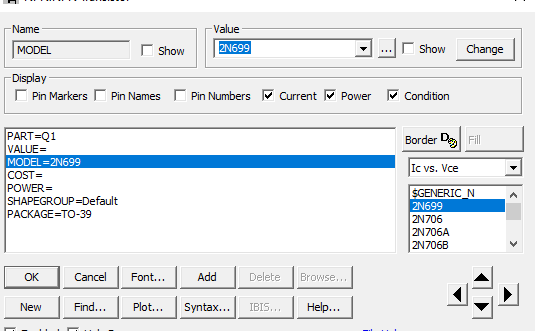 Name
MODEL
Show
Value
2N699
...
Show
Change
Display
Pin Markers Pin Names Pin Numbers Current Power Condition
PART=Q1
VALUE=
MODEL=2N699
COST=
POWER=
SHAPEGROUP=Default
PACKAGE=TO-39
Border
Fill
Ic vs. Vce
$GENERIC_N
2N699
2N706
2N706A
2N706B
OK Cancel Font... Add Delete Browse...
New Find... Plot... Syntax... IBIS... Help...